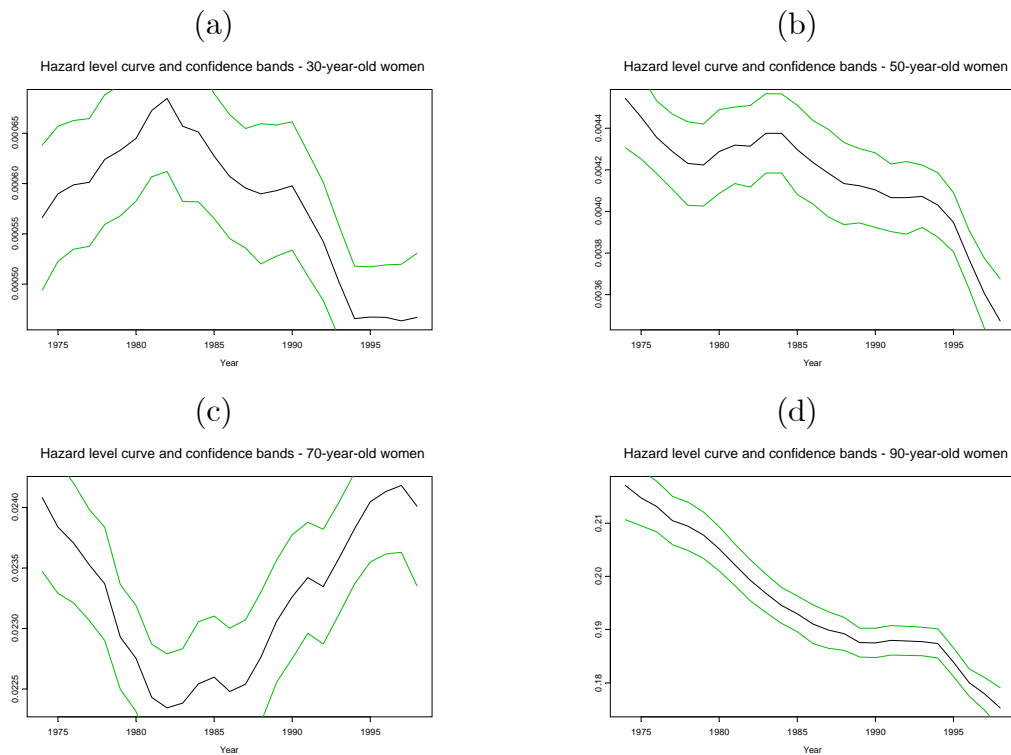 (a)
Hazard level curve and confidence bands - 30-year-old women
0.00065
0.00060
0.00055
0.00050
1975 1980 1985 1990 1995
Year
(b)
Hazard level curve and confidence bands - 50-year-old women
0.0044
0.0042
0.0040
0.0038
0.0036
1975 1980 1985 1990 1995
Year
(c)
Hazard level curve and confidence bands - 70-year-old women
0.0240
0.0235
0.0230
0.0225
1975 1980 1985 1990 1995
Year
(d)
Hazard level curve and confidence bands - 90-year-old women
0.21
0.20
0.19
0.18
1975 1980 1985 1990 1995
Year